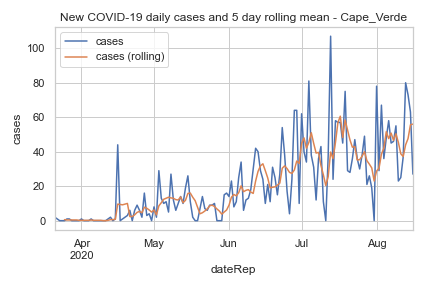 New COVID-19 daily cases and 5 day rolling mean - Cape_Verde
cases
cases (rolling)
100
80
60
40
20
0
cases
Apr
2020
May
Jun
Jul
Aug
dateRep